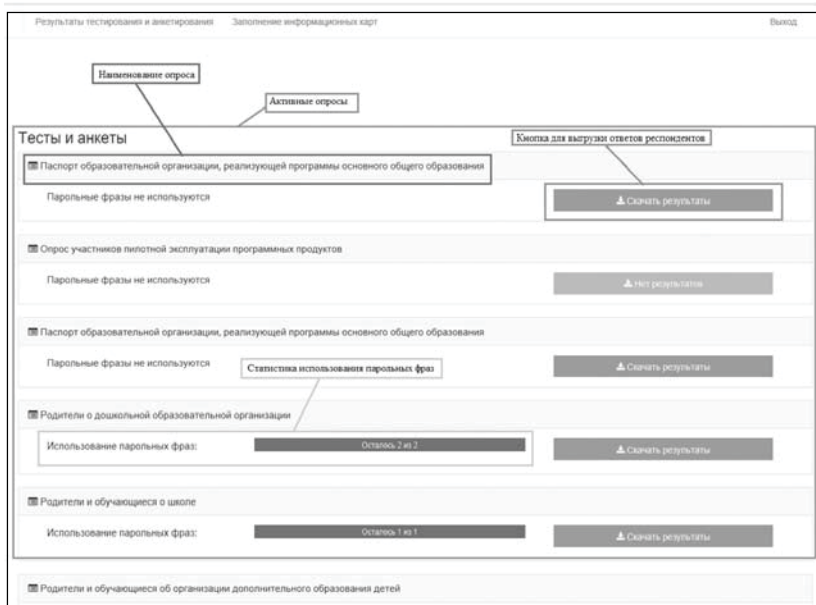 Результаты тестирования и анкетирования Заполнение информационных карт Выход
Наименование опроса
Активные опросы
Тесты и анкеты
Кнопка для выгрузки ответов респондентов
Паспорт образовательной организации, реализующей программы основного общего образования
Парольные фразы не используются Скачать результаты
Опрос участников пилотной эксплуатации программных продуктов
Парольные фразы не используются Нет результатов
Паспорт образовательной организации, реализующей программы основного общего образования
Парольные фразы не используются Скачать результаты
Статистика использования парольных фраз
Родители о дошкольной образовательной организации
Использование парольных фраз: Осталось 2 из 2 Скачать результаты
Родители и обучающиеся о школе
Использование парольных фраз: Осталось 1 из 1 Скачать результаты
Родители и обучающиеся об организации дополнительного образования детей